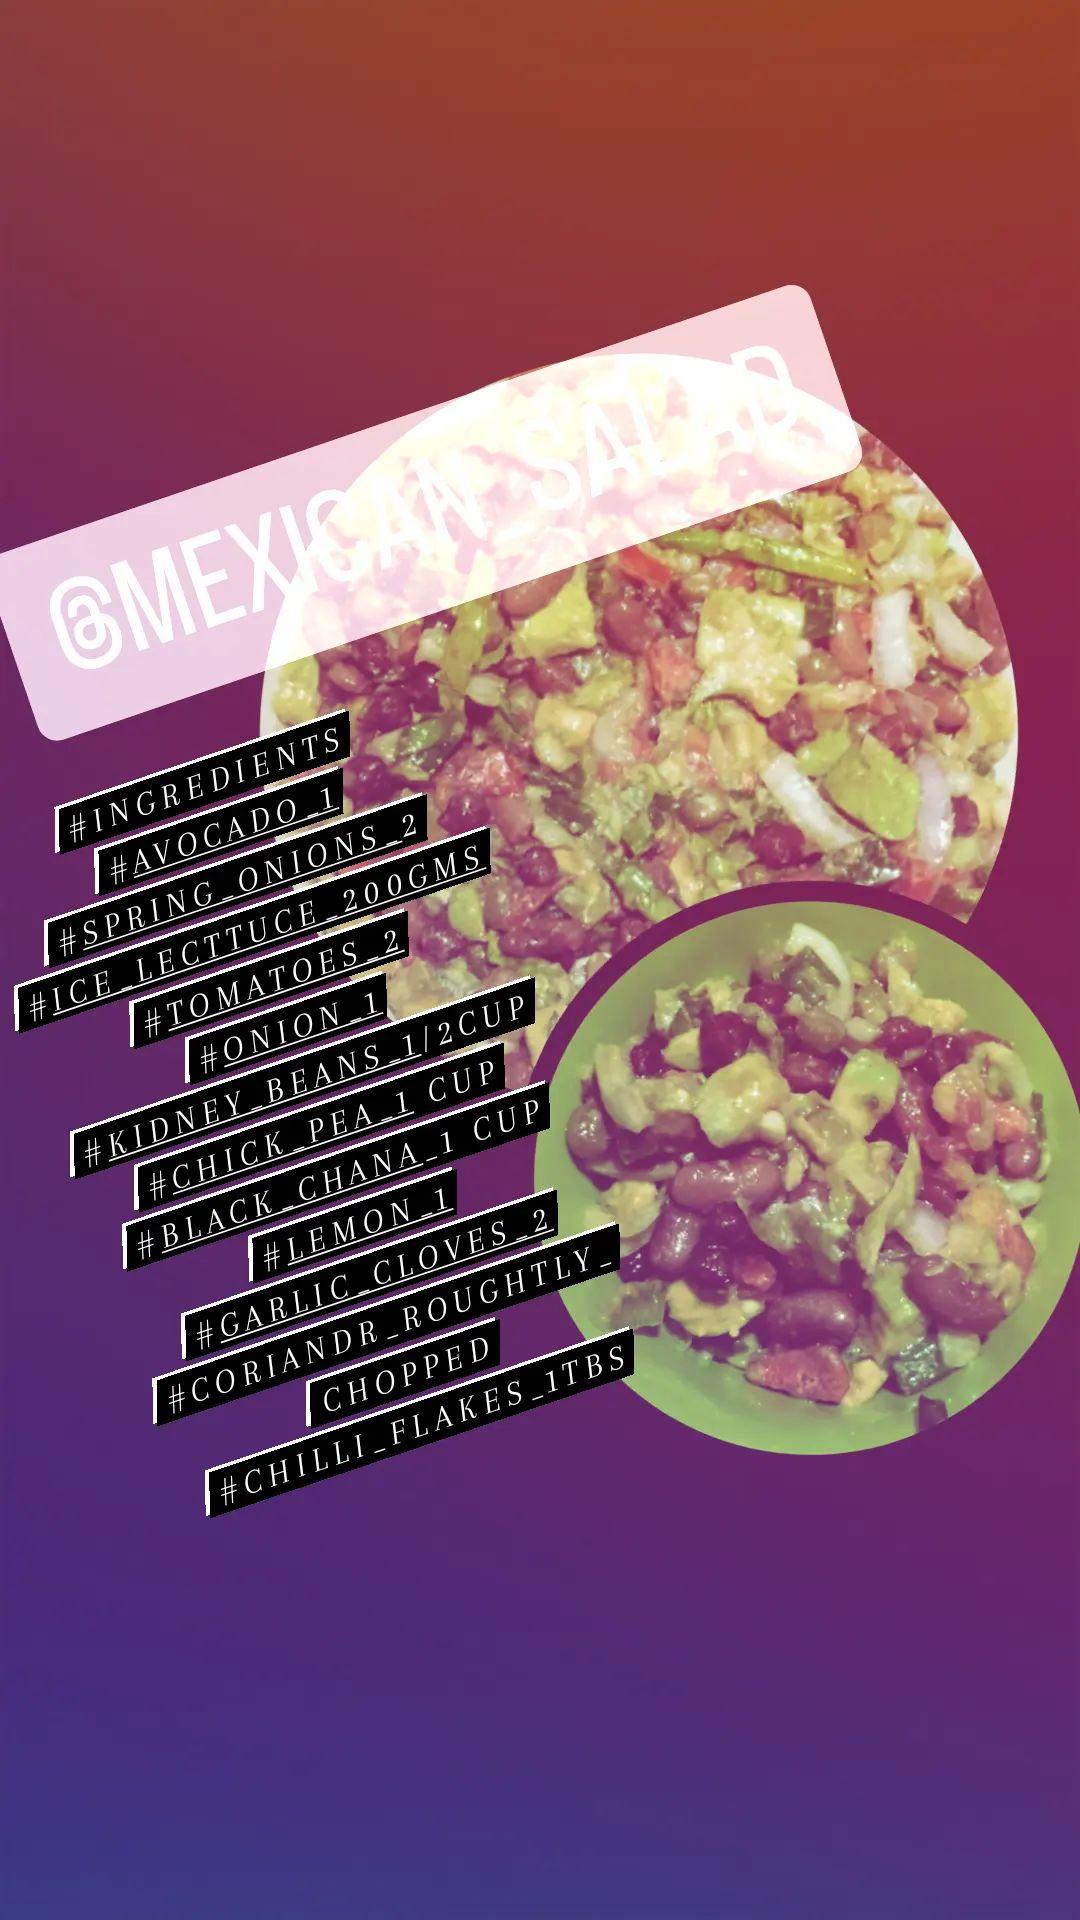 @MEXICAN_SALAD
#INGREDIENTS
#AVOCADO_1
#SPRING_ONIONS_2
#ICE_LECTTUCE_200GMS
#TOMATOES_2
#ONION_1
#KIDNEY_BEANS_1/2CUP
#CHICK_PEA_1 CUP
#BLACK_CHANA_1 CUP
#LEMON_1
#GARLIC_CLOVES_2
#CORIANDR_ROUGHTLY_
CHOPPED
#CHILLI_FLAKES_1TBS